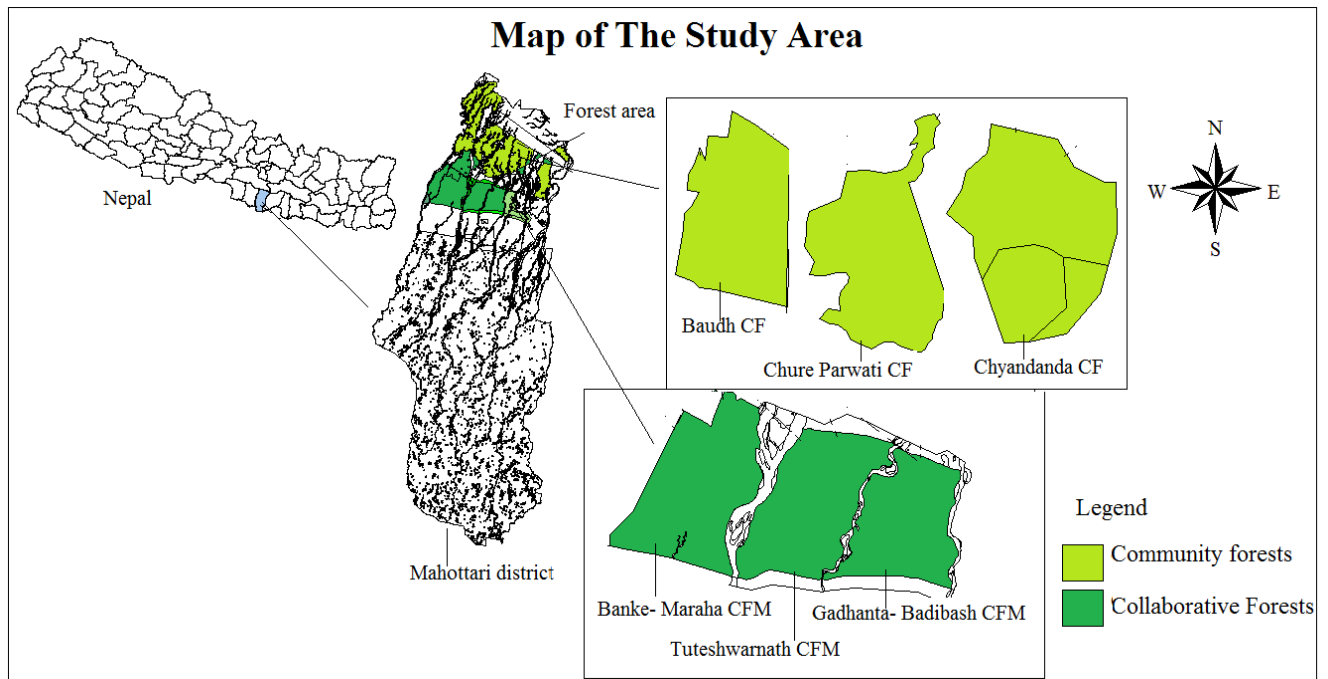 Map of The Study Area
Nepal
Forest area
Mahottari district
Baudh CF
Chure Parwati CF
Chyandanda CF
N
W
E
S
Banke- Maraha CFM
Gadhanta- Badibash CFM
Tuteshwarnath CFM
Legend
Community forests
Collaborative Forests